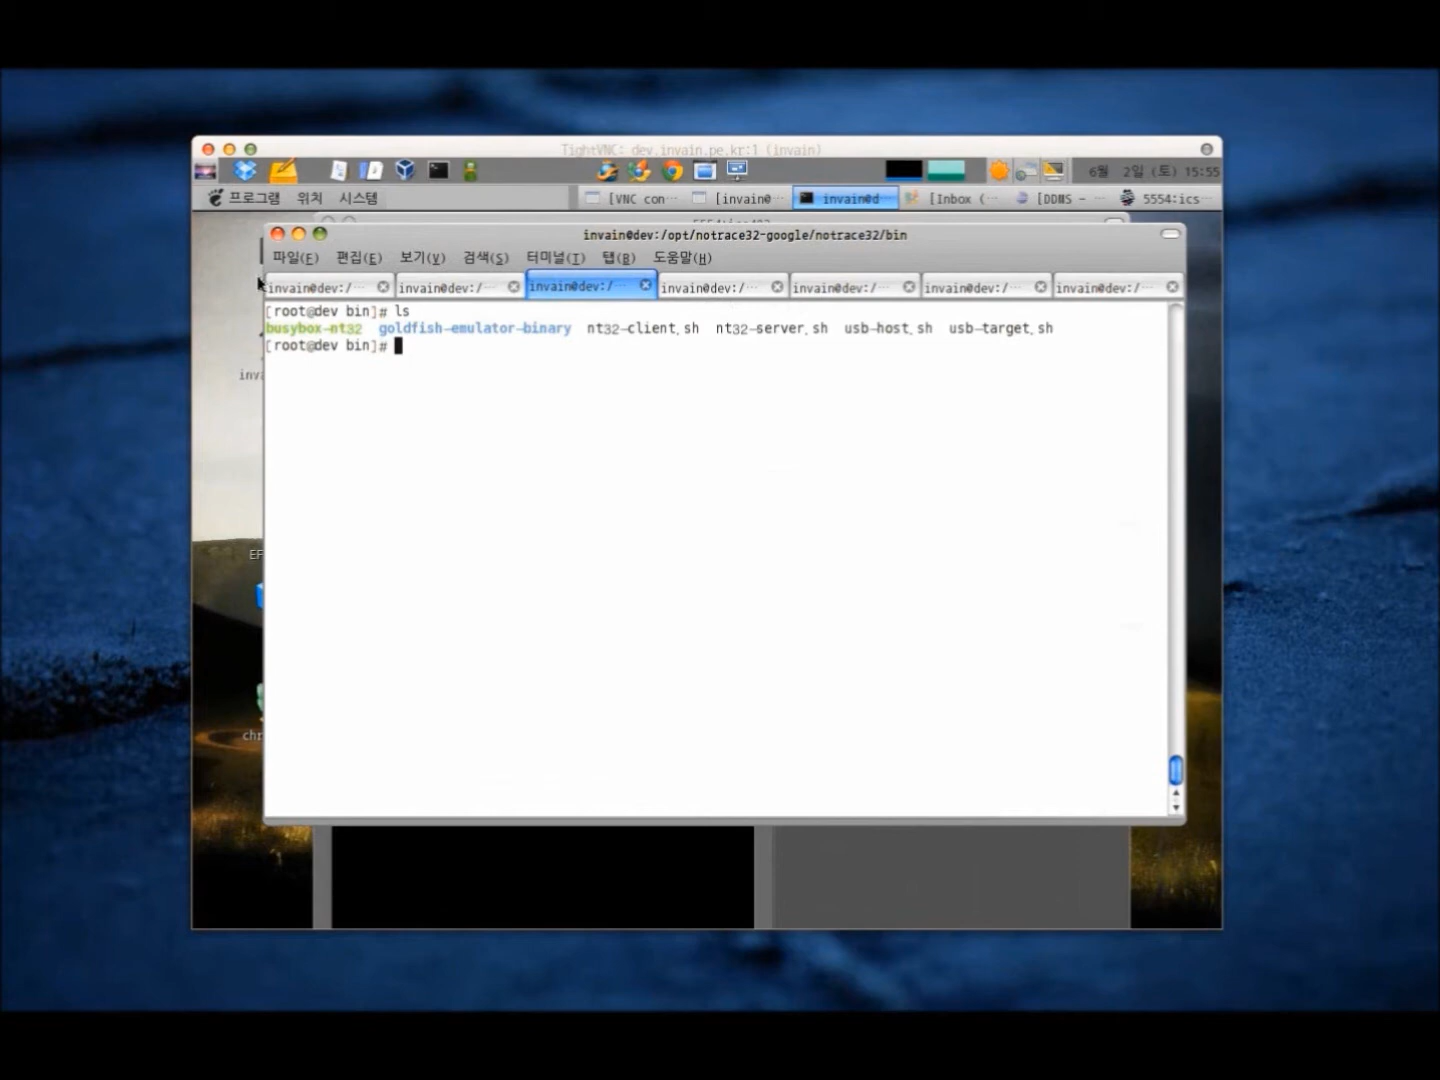 TightVNC: dev.invain.pe.kr:1 (invain)
6월 2일 (토) 15:55
프로그램 위치 시스템
[VNC con… [invain@… invain@d… [Inbox (… [DDMS - … 5554:ics…
invain@dev:/opt/notrace32-google/notrace32/bin
파일(F) 편집(E) 보기(V) 검색(S) 터미널(T) 탭(B) 도움말(H)
invain@dev:/… invain@dev:/… invain@dev:/… invain@dev:/… invain@dev:/… invain@dev:/… invain@dev:/…
[root@dev bin]# ls
busybox-nt32 goldfish-emulator-binary nt32-client.sh nt32-server.sh usb-host.sh usb-target.sh
[root@dev bin]#
inva
EF
chr